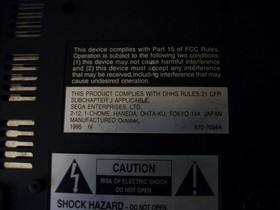 This device complies with Part 15 of FCC Rules.
Operation is subject to two conditions:
(1) This device may not cause harmful interference
and (2) this device must accept any interference
that may be received, including interference that
may cause undesired operation.
THIS PRODUCT COMPLIES WITH DHHS RULES 21 CFR
SUBCHAPTER J APPLICABLE.
SEGA ENTERPRISES, LTD.
2-12, 1-CHOME, HANEDA, OHTA-KU, TOKYO 144 JAPAN
MANUFACTURED: October,
1995 IV
CAUTION
RISK OF ELECTRIC SHOCK
DO NOT OPEN
SHOCK HAZARD - DO NOT OPEN